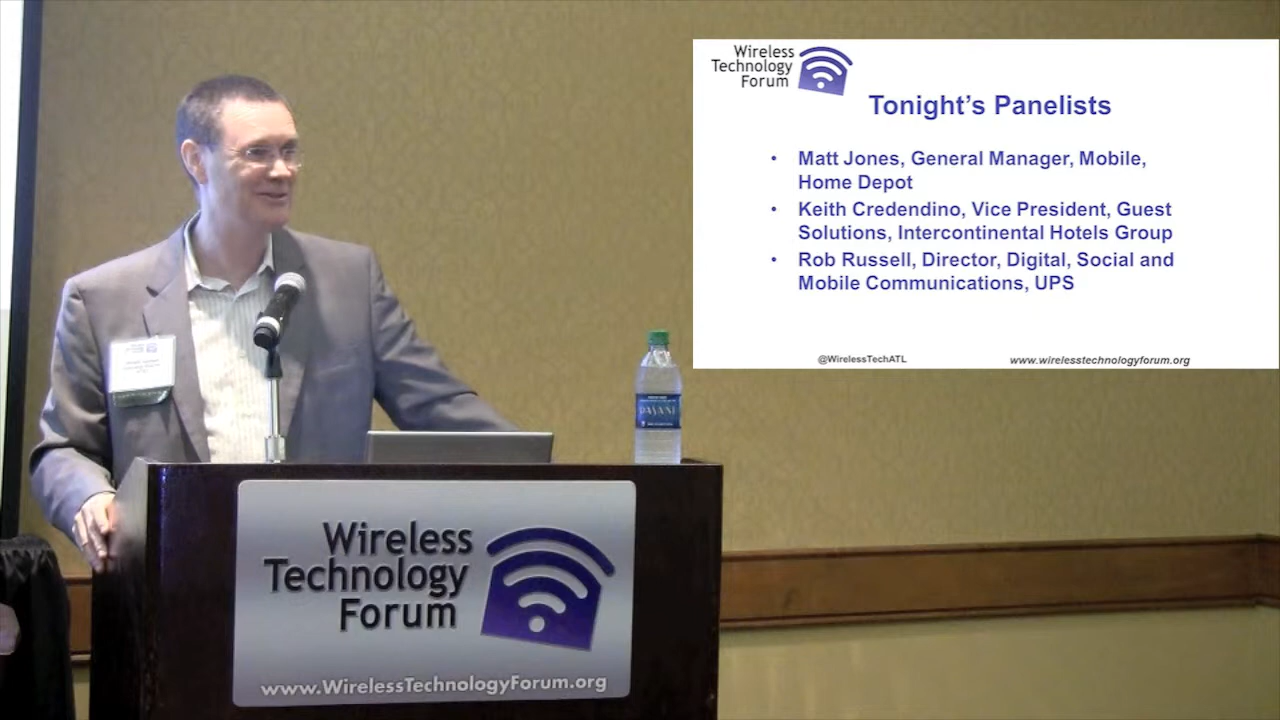 Wireless
Technology
Forum
Tonight's Panelists
• Matt Jones, General Manager, Mobile,
Home Depot
• Keith Credendino, Vice President, Guest
Solutions, Intercontinental Hotels Group
• Rob Russell, Director, Digital, Social and
Mobile Communications, UPS
@WirelessTechATL
www.wirelesstechnologyforum.org
DASANI
Wireless
Technology
Forum
www.WirelessTechnologyForum.org